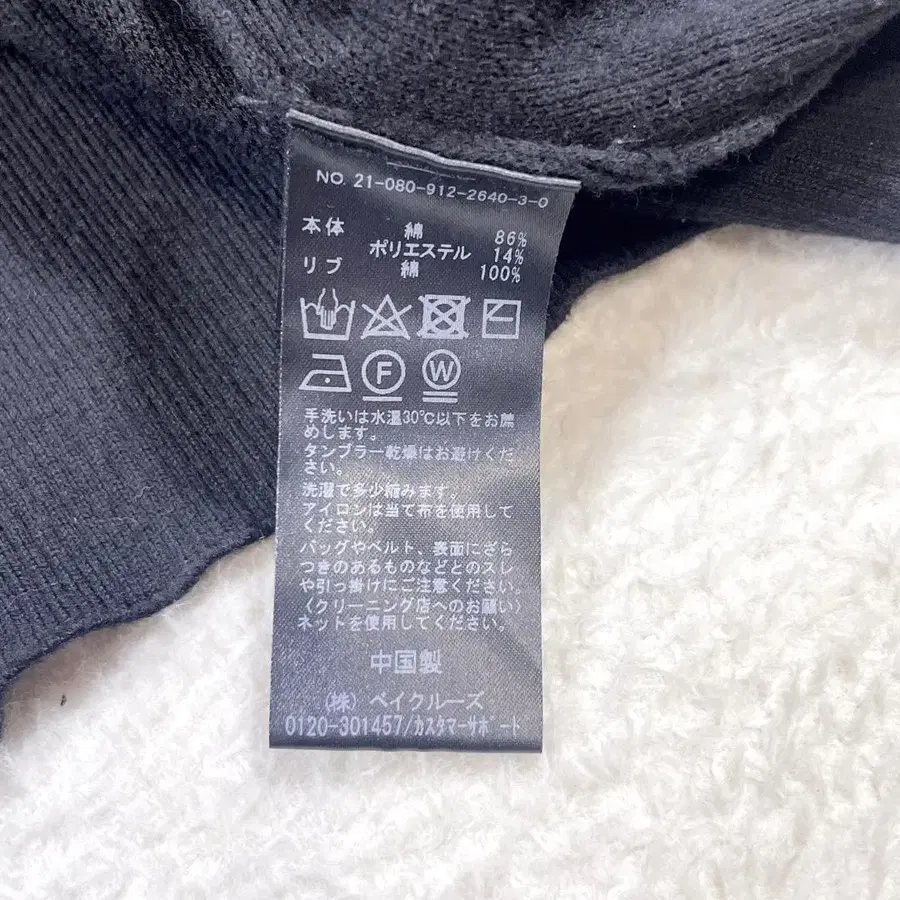 NO. 21-080-912-2640-3-0
本体 綿 86%
ポリエステル 14%
リブ 綿 100%
F W
手洗いは水温30℃以下をお薦
めします。
タンブラー乾燥はお避けくだ
さい。
洗濯で多少縮みます。
アイロンは当て布を使用して
ください。
バッグやベルト、表面にざら
つきのあるものなどとのスレ
や引っ掛けにご注意ください。
〈クリーニング店へのお願い〉
ネットを使用してください。
中国製
(株) ベイクルーズ
0120-301457/カスタマーサポート